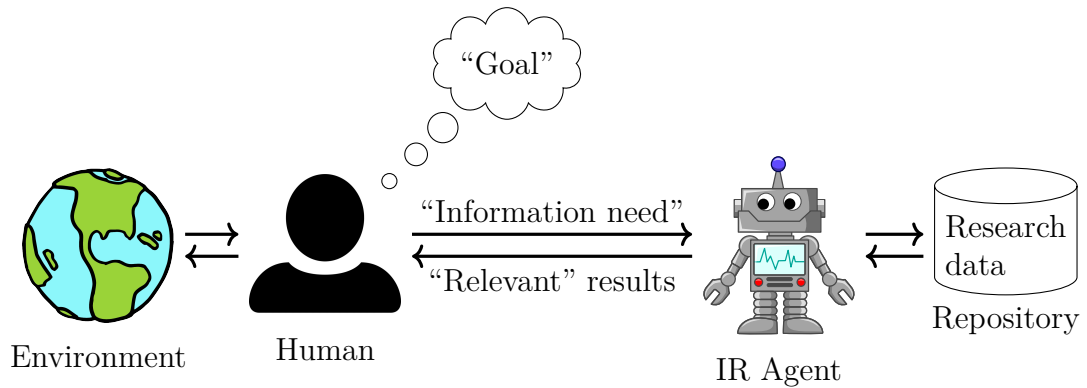 “Goal”
“Information need”
“Relevant” results
Research
data
Repository
Environment
Human
IR Agent